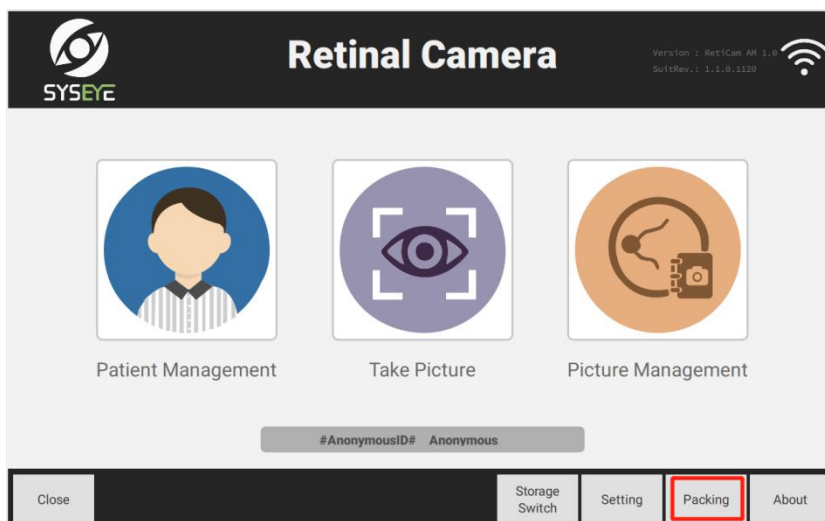 SYSEYE
Retinal Camera
Version : RetiCam AM 1.0
SuitRev.: 1.1.0.1120
Patient Management
Take Picture
Picture Management
#AnonymousID# Anonymous
Close
Storage
Switch
Setting
Packing
About